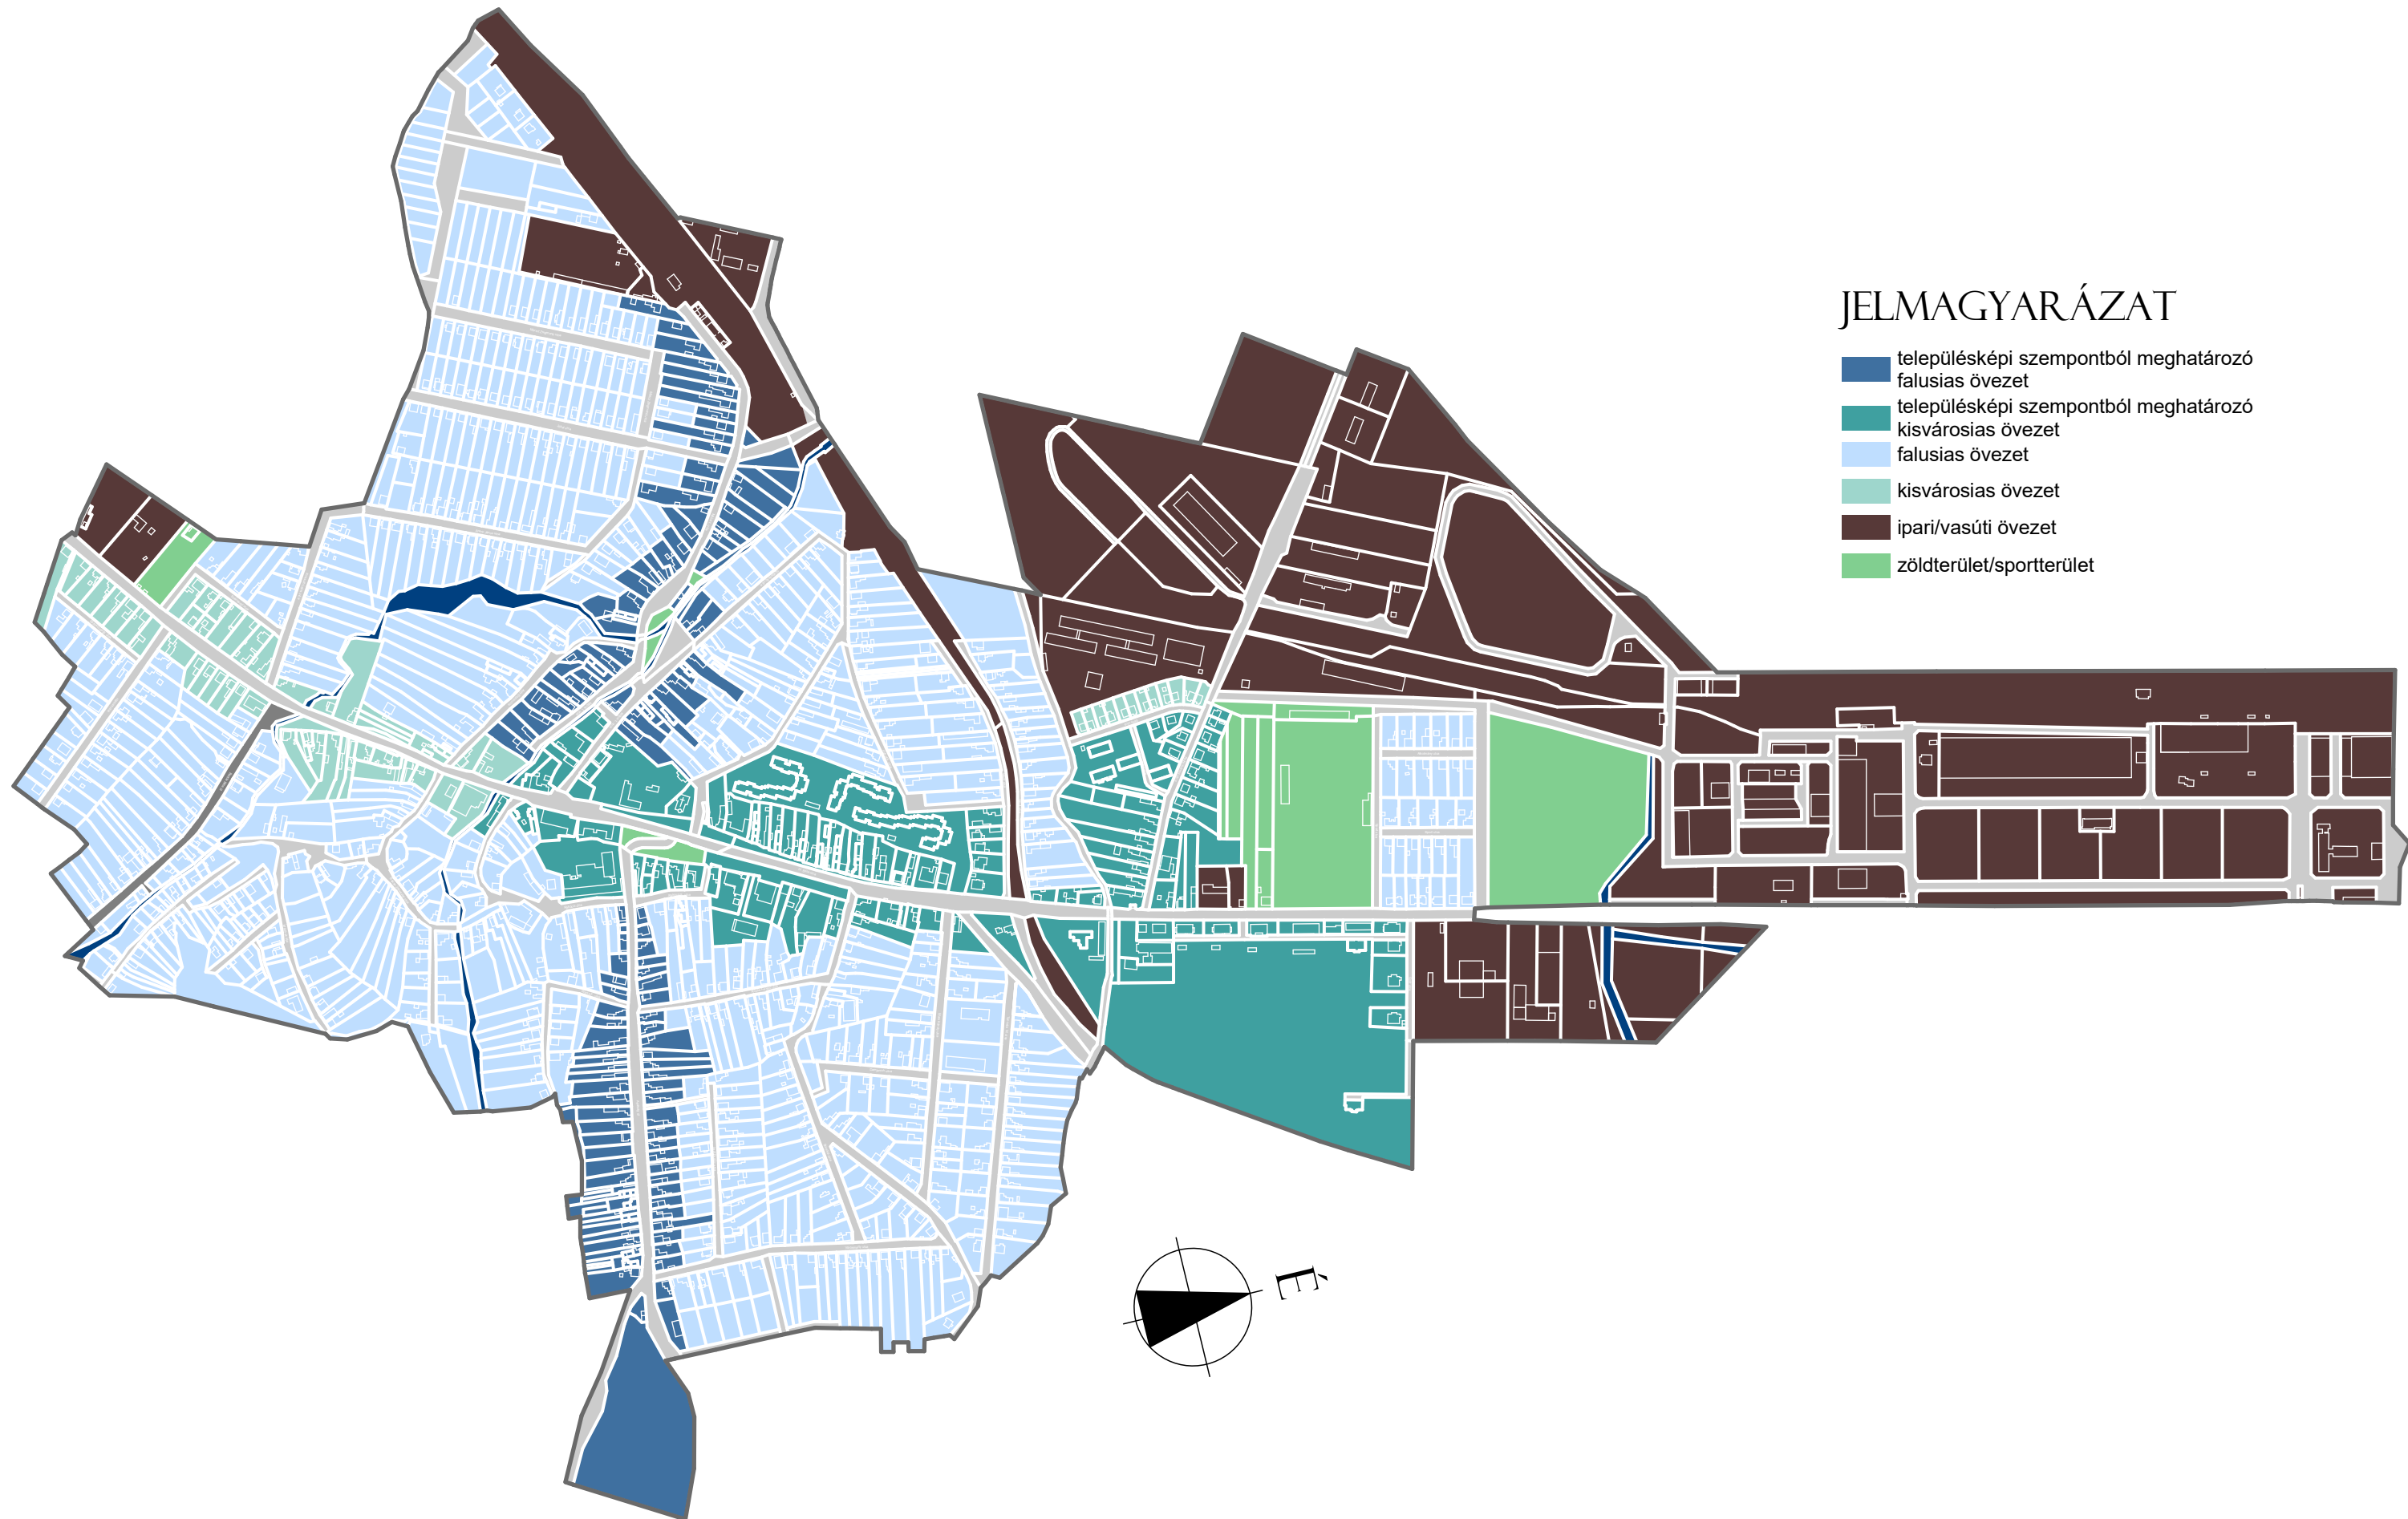 JELMAGYARÁZAT
településképi szempontból meghatározó
falusias övezet
településképi szempontból meghatározó
kisvárosias övezet
falusias övezet
kisvárosias övezet
ipari/vasúti övezet
zöldterület/sportterület
É